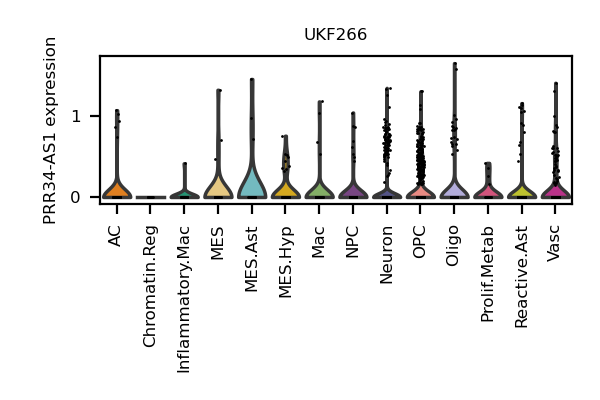 UKF266
PRR34-AS1 expression
1
0
AC
Chromatin.Reg
Inflammatory.Mac
MES
MES.Ast
MES.Hyp
Mac
NPC
Neuron
OPC
Oligo
Prolif.Metab
Reactive.Ast
Vasc